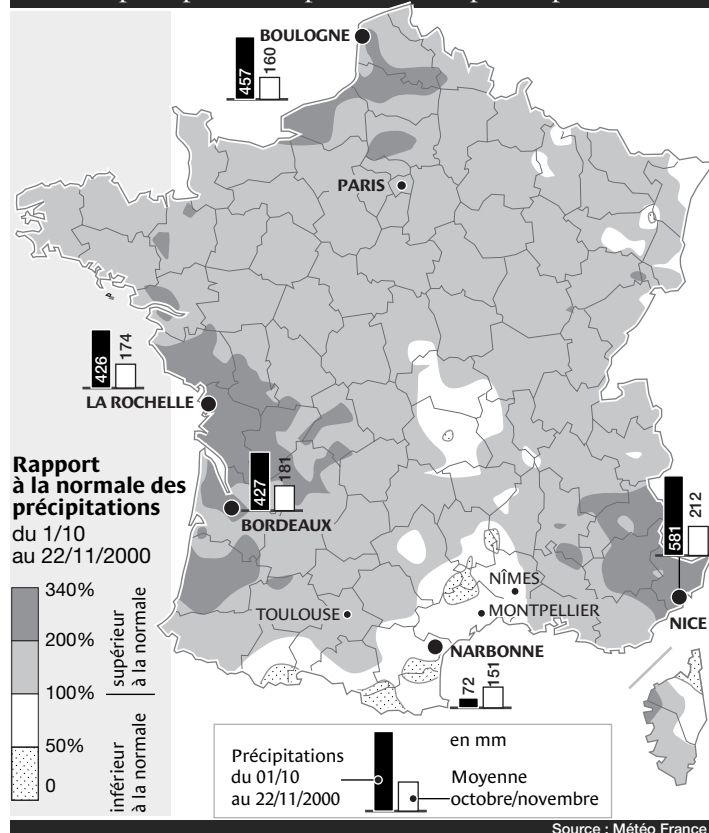 BOULOGNE
457
160
PARIS
426
174
LA ROCHELLE
427
181
BORDEAUX
581
212
NICE
NÎMES
MONTPELLIER
TOULOUSE
NARBONNE
72
151
Rapport
à la normale des
précipitations
du 1/10
au 22/11/2000
340%
200%
100%
50%
0
supérieur
à la normale
inférieur
à la normale
Précipitations
du 01/10
au 22/11/2000
en mm
Moyenne
octobre/novembre
Source : Météo France